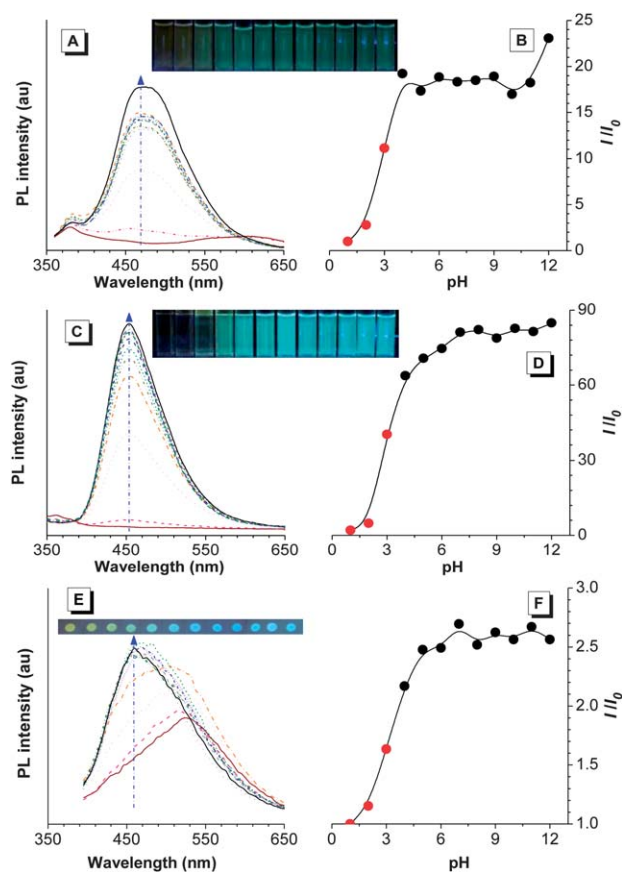 A
PL intensity (au)
350 450 550 650
Wavelength (nm)
B
25
20
15
10
5
0
I/I0
0 3 6 9 12
pH
C
PL intensity (au)
350 450 550 650
Wavelength (nm)
D
90
60
30
0
I/I0
0 3 6 9 12
pH
E
PL intensity (au)
350 450 550 650
Wavelength (nm)
F
3.0
2.5
2.0
1.5
1.0
I/I0
0 3 6 9 12
pH